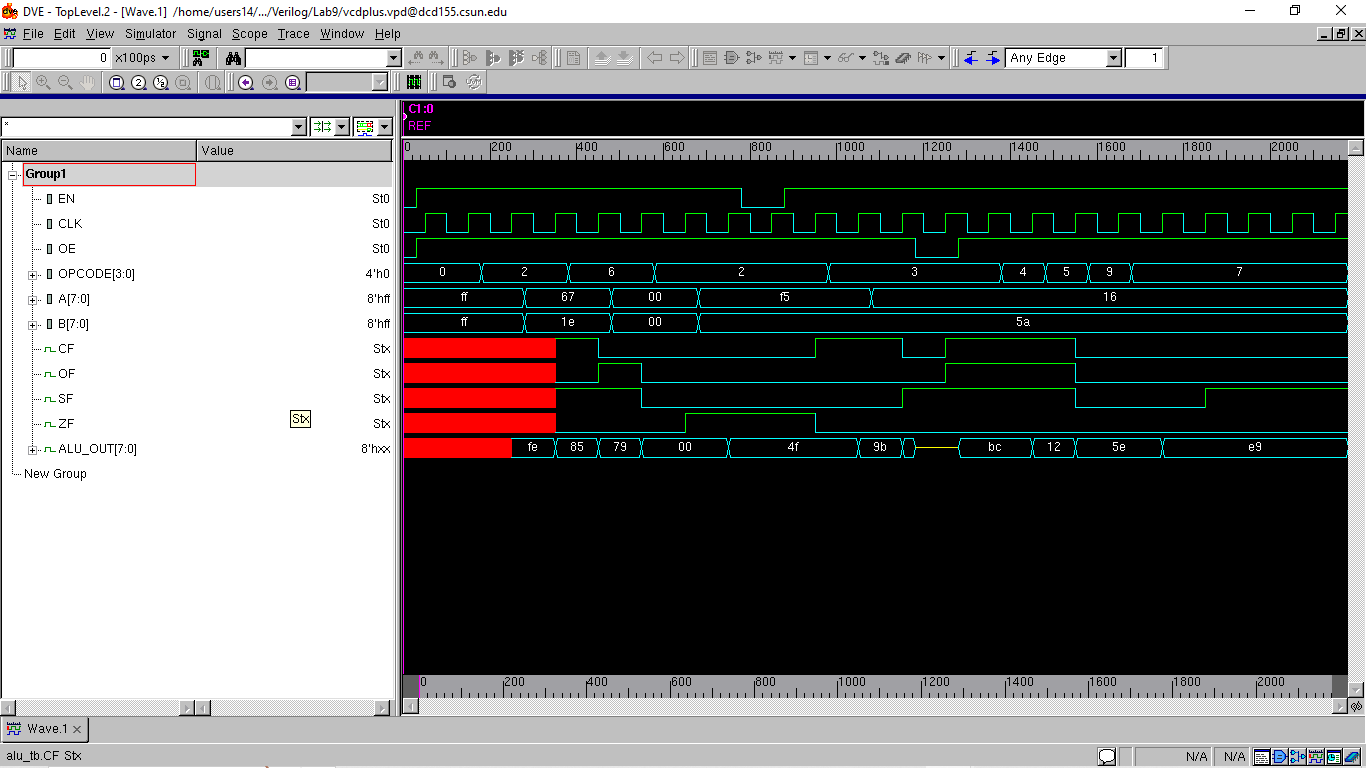 DVE - TopLevel.2 - [Wave.1] /home/users14/.../Verilog/Lab9/vcdplus.vpd@dcd155.csun.edu
File Edit View Simulator Signal Scope Trace Window Help
0 x100ps Any Edge 1
C1:0
REF
*
Name Value
0 200 400 600 800 1000 1200 1400 1600 1800 2000
Group1
EN St0
CLK St0
OE St0
OPCODE[3:0] 4'h0 0 2 6 2 3 4 5 9 7
A[7:0] 8'hff ff 67 00 f5 16
B[7:0] 8'hff ff 1e 00 5a
CF Stx
OF Stx
SF Stx
Stx
ZF Stx
ALU_OUT[7:0] 8'hxx fe 85 79 00 4f 9b bc 12 5e e9
New Group
0 200 400 600 800 1000 1200 1400 1600 1800 2000
Wave.1
alu_tb.CF Stx N/A N/A